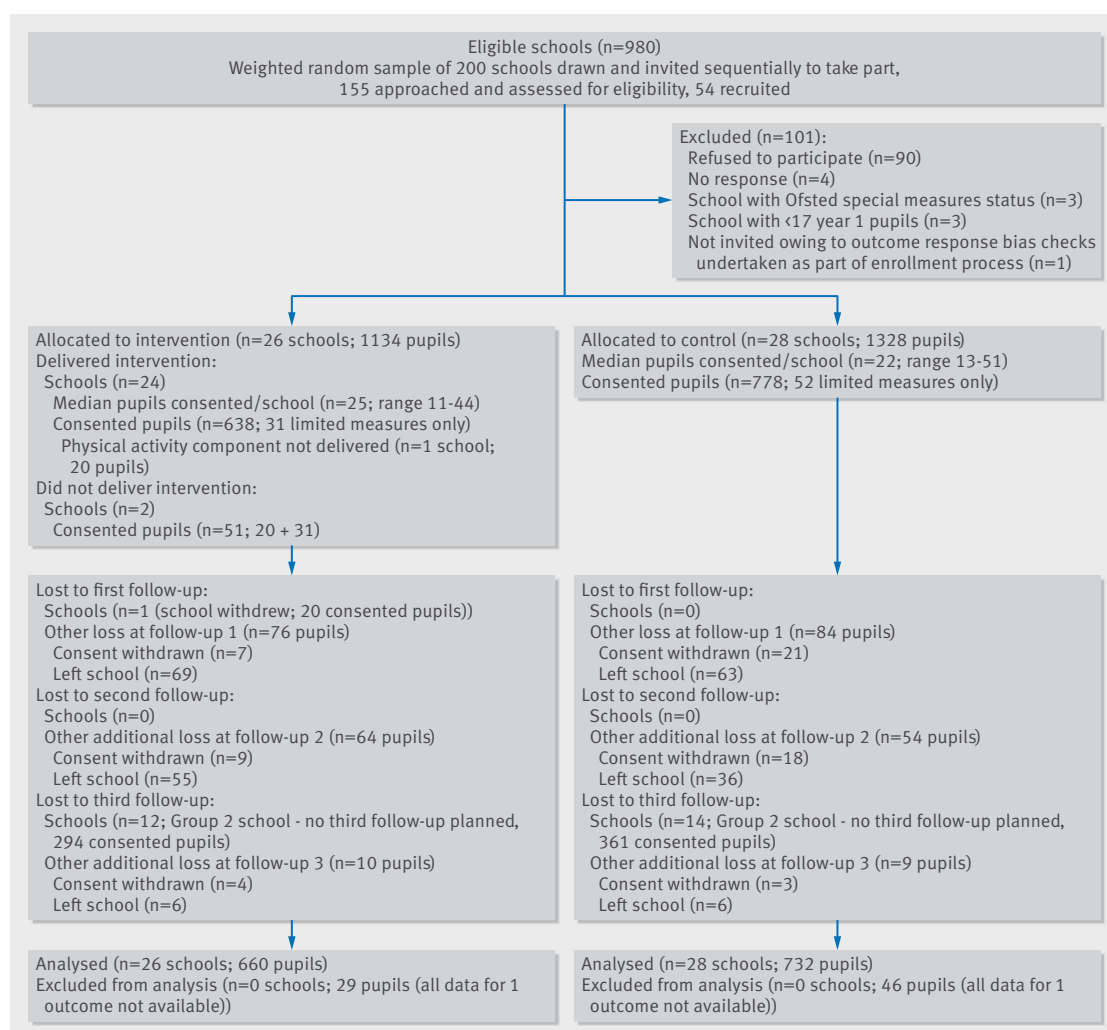 Eligible schools (n=980)
Weighted random sample of 200 schools drawn and invited sequentially to take part,
155 approached and assessed for eligibility, 54 recruited
Excluded (n=101):
Refused to participate (n=90)
No response (n=4)
School with Ofsted special measures status (n=3)
School with <17 year 1 pupils (n=3)
Not invited owing to outcome response bias checks
undertaken as part of enrollment process (n=1)
Allocated to intervention (n=26 schools; 1134 pupils)
Delivered intervention:
Schools (n=24)
Median pupils consented/school (n=25; range 11-44)
Consented pupils (n=638; 31 limited measures only)
Physical activity component not delivered (n=1 school;
20 pupils)
Did not deliver intervention:
Schools (n=2)
Consented pupils (n=51; 20 + 31)
Allocated to control (n=28 schools; 1328 pupils)
Median pupils consented/school (n=22; range 13-51)
Consented pupils (n=778; 52 limited measures only)
Lost to first follow-up:
Schools (n=1 (school withdrew; 20 consented pupils))
Other loss at follow-up 1 (n=76 pupils)
Consent withdrawn (n=7)
Left school (n=69)
Lost to second follow-up:
Schools (n=0)
Other additional loss at follow-up 2 (n=64 pupils)
Consent withdrawn (n=9)
Left school (n=55)
Lost to third follow-up:
Schools (n=12; Group 2 school - no third follow-up planned,
294 consented pupils)
Other additional loss at follow-up 3 (n=10 pupils)
Consent withdrawn (n=4)
Left school (n=6)
Lost to first follow-up:
Schools (n=0)
Other loss at follow-up 1 (n=84 pupils)
Consent withdrawn (n=21)
Left school (n=63)
Lost to second follow-up:
Schools (n=0)
Other additional loss at follow-up 2 (n=54 pupils)
Consent withdrawn (n=18)
Left school (n=36)
Lost to third follow-up:
Schools (n=14; Group 2 school - no third follow-up planned,
361 consented pupils)
Other additional loss at follow-up 3 (n=9 pupils)
Consent withdrawn (n=3)
Left school (n=6)
Analysed (n=26 schools; 660 pupils)
Excluded from analysis (n=0 schools; 29 pupils (all data for 1
outcome not available))
Analysed (n=28 schools; 732 pupils)
Excluded from analysis (n=0 schools; 46 pupils (all data for 1
outcome not available))